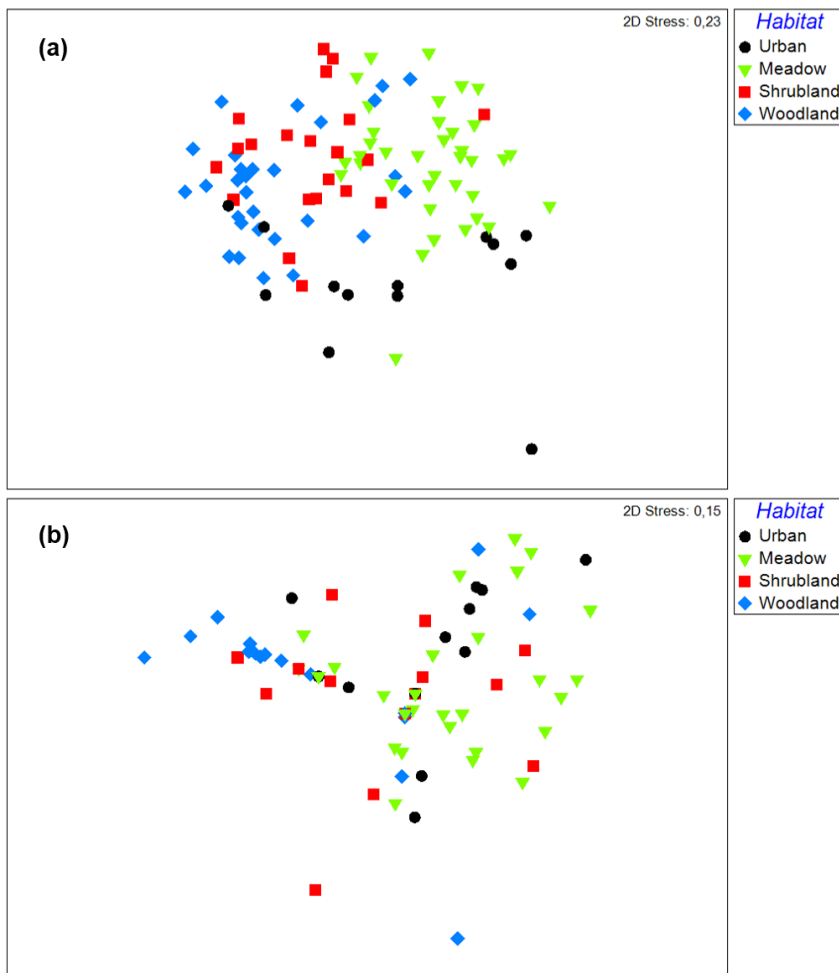 (a)
2D Stress: 0,23
Habitat
Urban
Meadow
Shrubland
Woodland
(b)
2D Stress: 0,15
Habitat
Urban
Meadow
Shrubland
Woodland